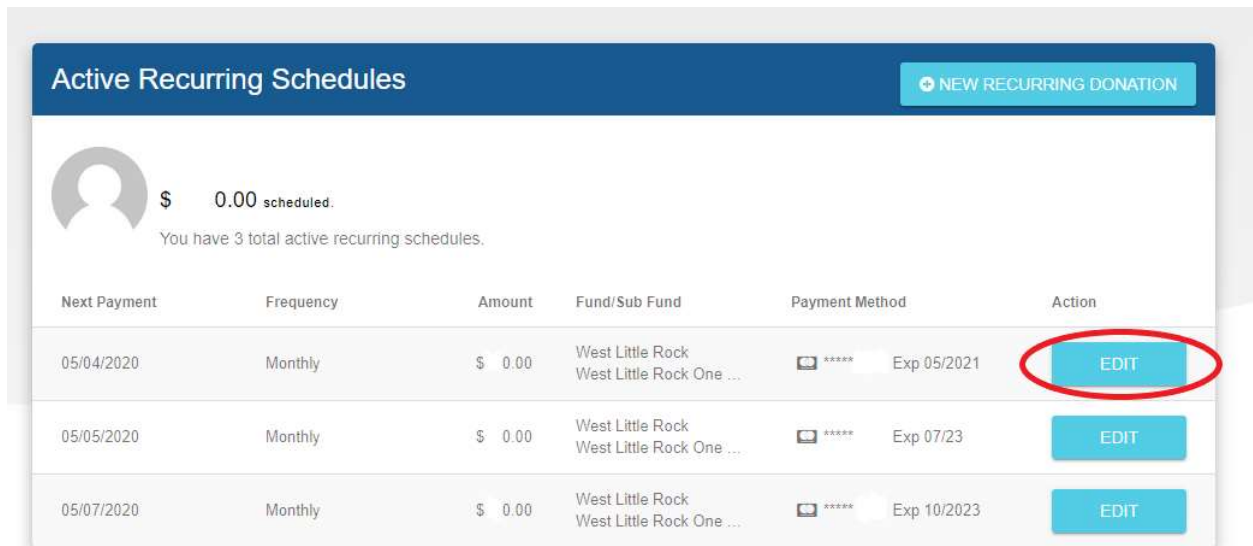 Active Recurring Schedules
NEW RECURRING DONATION
$ 0.00 scheduled.
You have 3 total active recurring schedules.
Next Payment Frequency Amount Fund/Sub Fund Payment Method Action
05/04/2020 Monthly $ 0.00 West Little Rock ***** Exp 05/2021 EDIT
West Little Rock One ...
05/05/2020 Monthly $ 0.00 West Little Rock ***** Exp 07/23 EDIT
West Little Rock One ...
05/07/2020 Monthly $ 0.00 West Little Rock ***** Exp 10/2023 EDIT
West Little Rock One ...